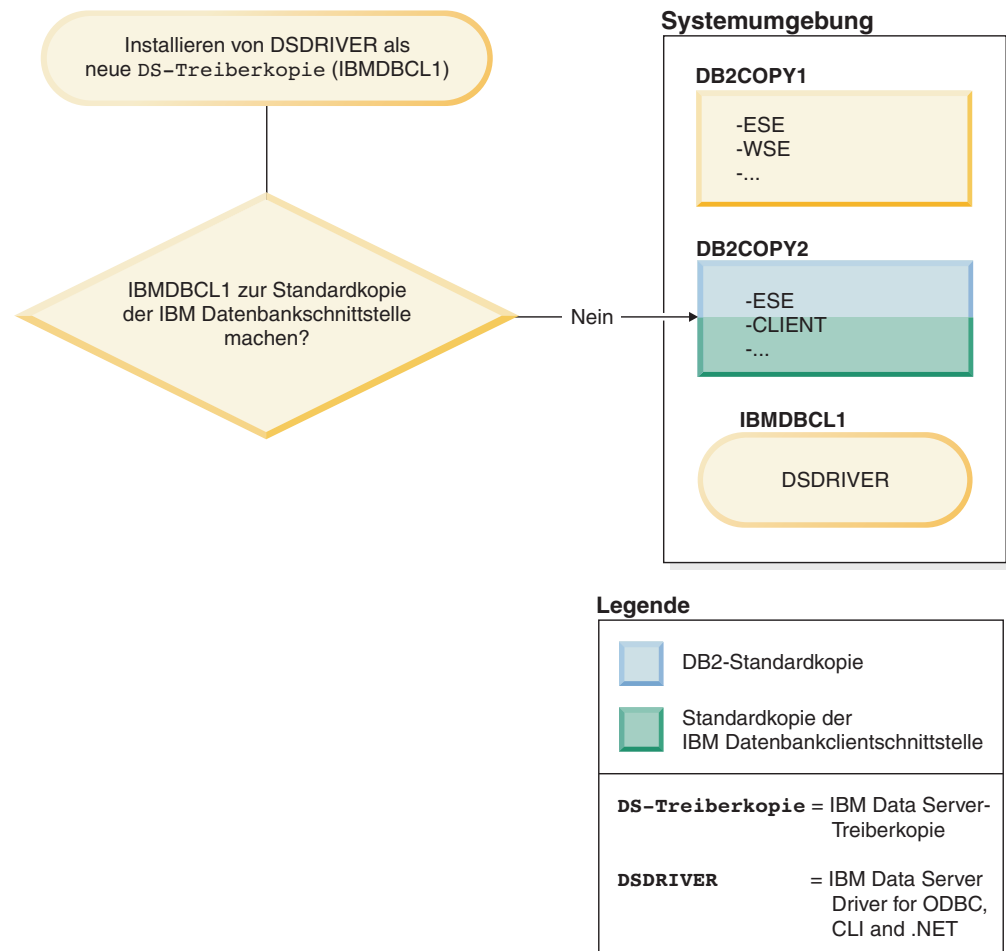 Installieren von DSDRIVER als
neue DS-Treiberkopie (IBMDBCL1)
IBMDBCL1 zur Standardkopie
der IBM Datenbankschnittstelle
machen?
Nein
Systemumgebung
DB2COPY1
-ESE
-WSE
-...
DB2COPY2
-ESE
-CLIENT
-...
IBMDBCL1
DSDRIVER
Legende
DB2-Standardkopie
Standardkopie der
IBM Datenbankclientschnittstelle
DS-Treiberkopie = IBM Data Server-
Treiberkopie
DSDRIVER = IBM Data Server
Driver for ODBC,
CLI and .NET